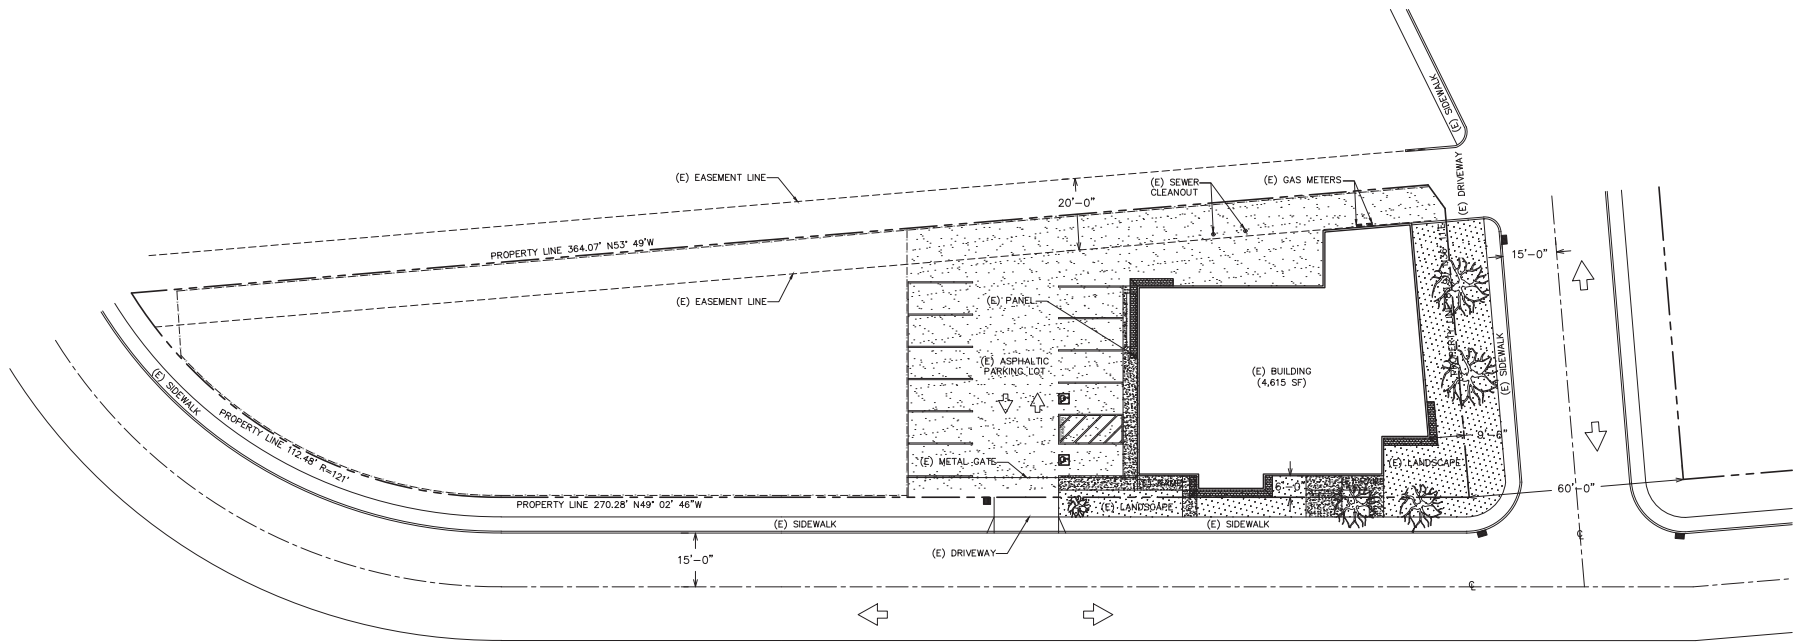 (E) SIDEWALK
(E) DRIVEWAY
(E) EASEMENT LINE
(E) SEWER
CLEANOUT
(E) GAS METERS
20'-0"
PROPERTY LINE 364.07' N53° 49'W
15'-0"
(E) EASEMENT LINE
(E) PANEL
(E) ASPHALTIC
PARKING LOT
(E) BUILDING
(4,615 SF)
(E) SIDEWALK
(E) SIDEWALK
PROPERTY LINE 112.48' R=121'
9'-6"
(E) LANDSCAPE
(E) METAL GATE
60'-0"
PROPERTY LINE 270.28' N49° 02' 46"W
(E) LANDSCAPE
(E) SIDEWALK
(E) SIDEWALK
(E) DRIVEWAY
15'-0"